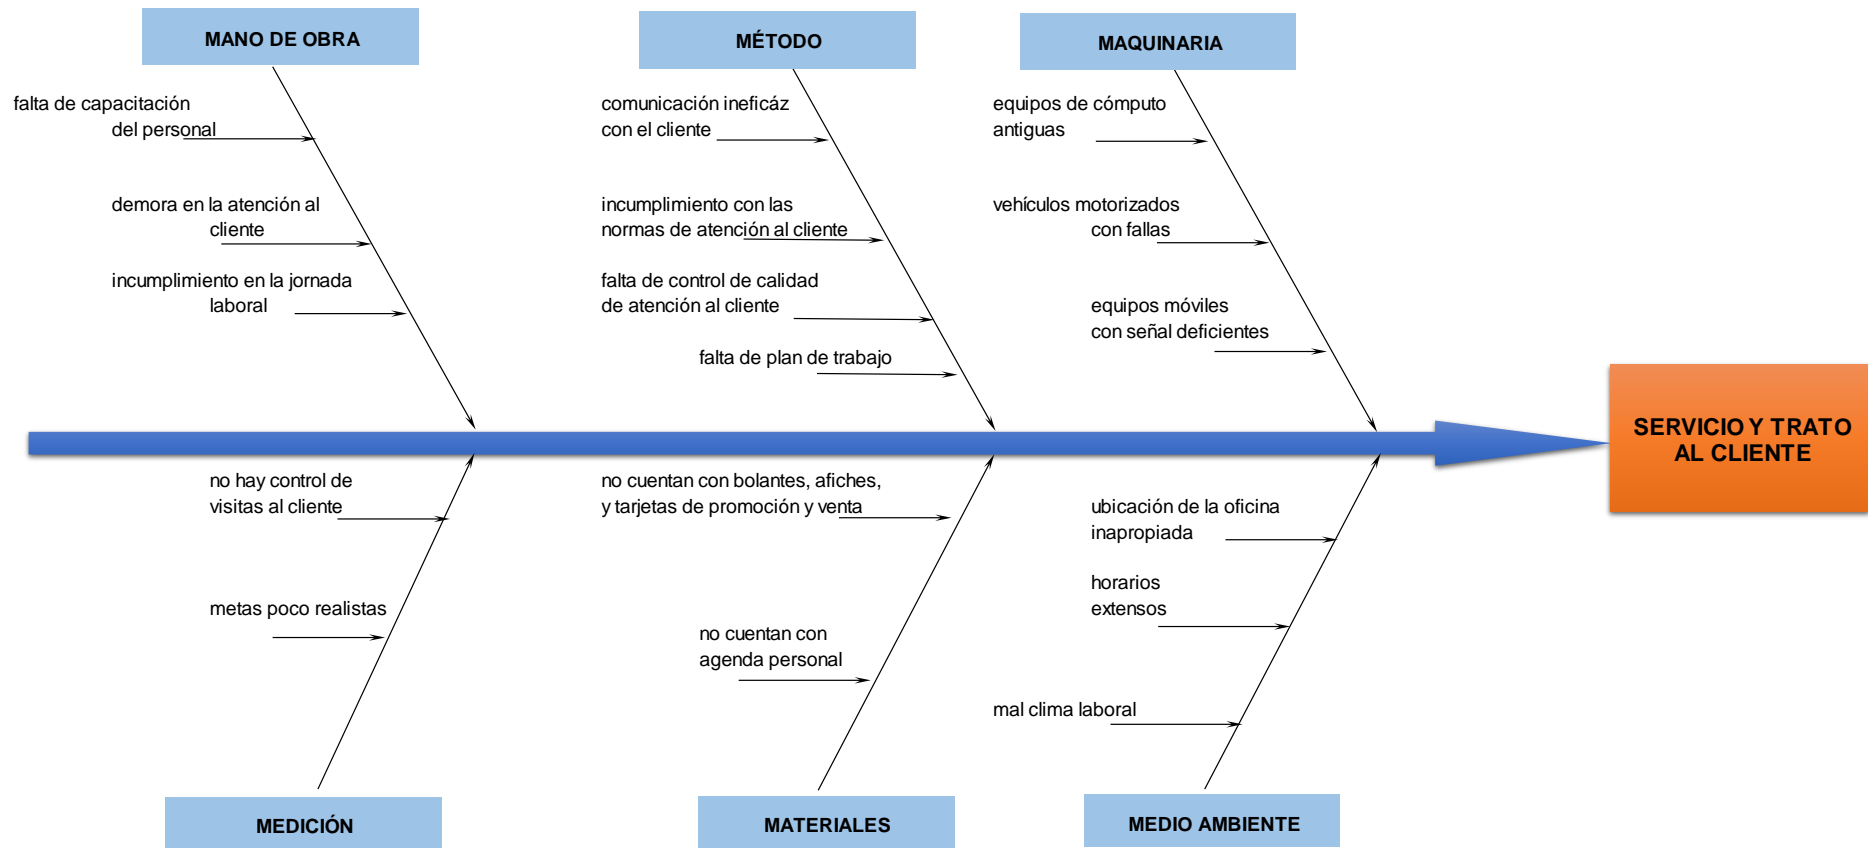 MANO DE OBRA
MÉTODO
MAQUINARIA
falta de capacitación
del personal
demora en la atención al
cliente
incumplimiento en la jornada
laboral
comunicación ineficáz
con el cliente
incumplimiento con las
normas de atención al cliente
falta de control de calidad
de atención al cliente
falta de plan de trabajo
equipos de cómputo
antiguas
vehículos motorizados
con fallas
equipos móviles
con señal deficientes
SERVICIO Y TRATO
AL CLIENTE
no hay control de
visitas al cliente
metas poco realistas
no cuentan con bolantes, afiches,
y tarjetas de promoción y venta
no cuentan con
agenda personal
ubicación de la oficina
inapropiada
horarios
extensos
mal clima laboral
MEDICIÓN
MATERIALES
MEDIO AMBIENTE